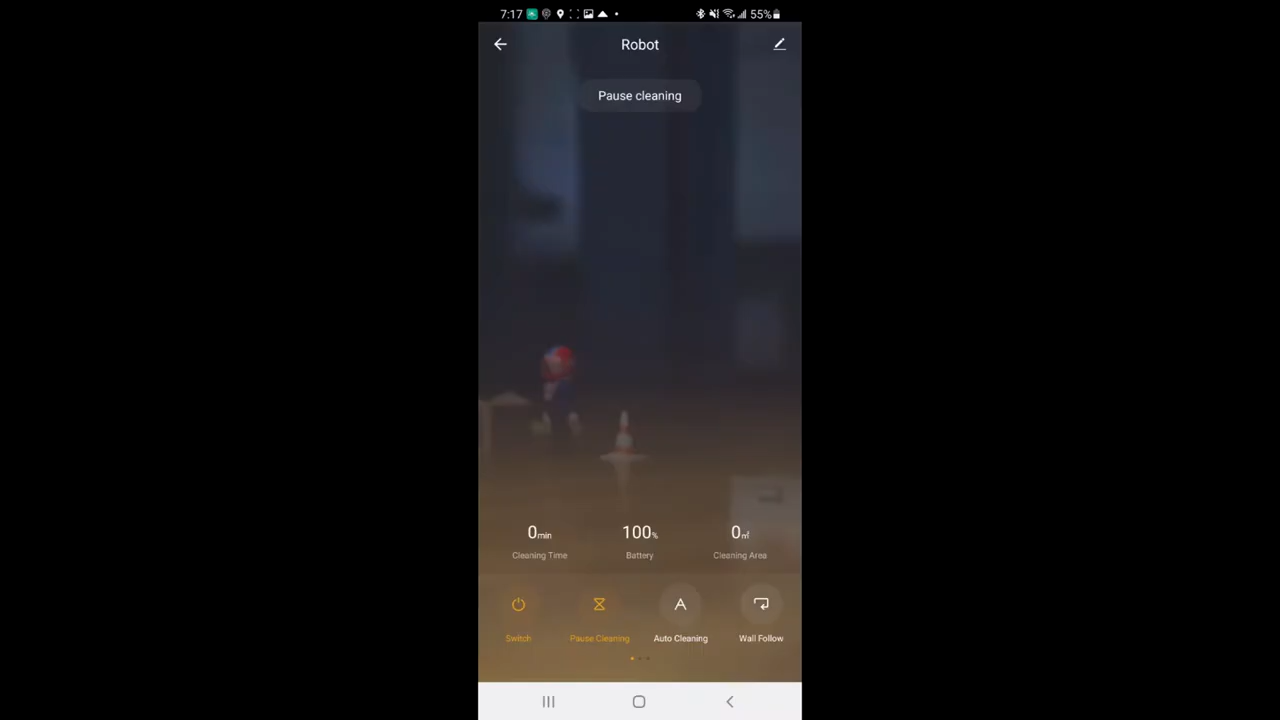 7:17 55%
Robot
Pause cleaning
0min 100% 0㎡
Cleaning Time Battery Cleaning Area
A
Switch Pause Cleaning Auto Cleaning Wall Follow